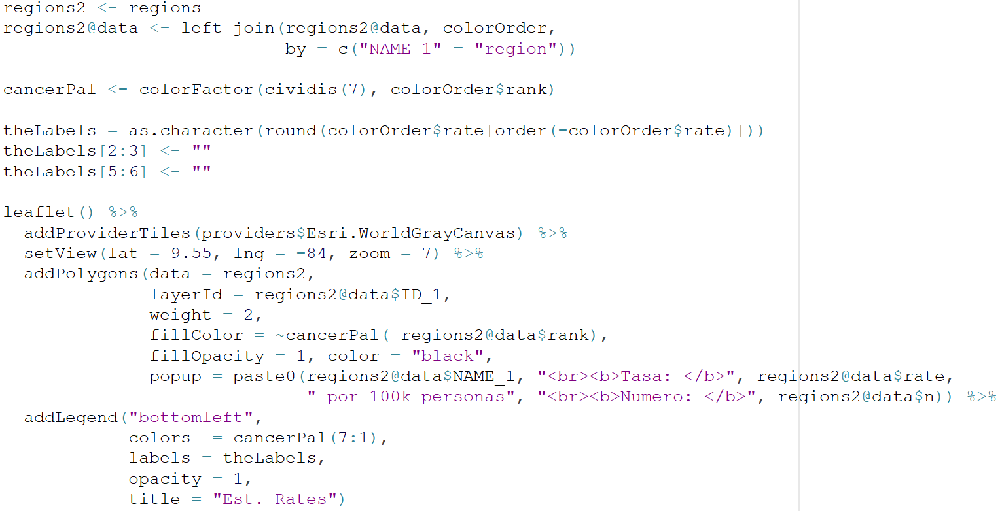 regions2 <- regions
regions2@data <- left_join(regions2@data, colorOrder,
                           by = c("NAME_1" = "region"))

cancerPal <- colorFactor(cividis(7), colorOrder$rank)

theLabels = as.character(round(colorOrder$rate[order(-colorOrder$rate)]))
theLabels[2:3] <- ""
theLabels[5:6] <- ""

leaflet() %>%
  addProviderTiles(providers$Esri.WorldGrayCanvas) %>%
  setView(lat = 9.55, lng = -84, zoom = 7) %>%
  addPolygons(data = regions2,
              layerId = regions2@data$ID_1,
              weight = 2,
              fillColor = ~cancerPal( regions2@data$rank),
              fillOpacity = 1, color = "black",
              popup = paste0(regions2@data$NAME_1, "<br><b>Tasa: </b>", regions2@data$rate,
                             " por 100k personas", "<br><b>Numero: </b>", regions2@data$n)) %>%
  addLegend("bottomleft",
            colors  = cancerPal(7:1),
            labels = theLabels,
            opacity = 1,
            title = "Est. Rates")